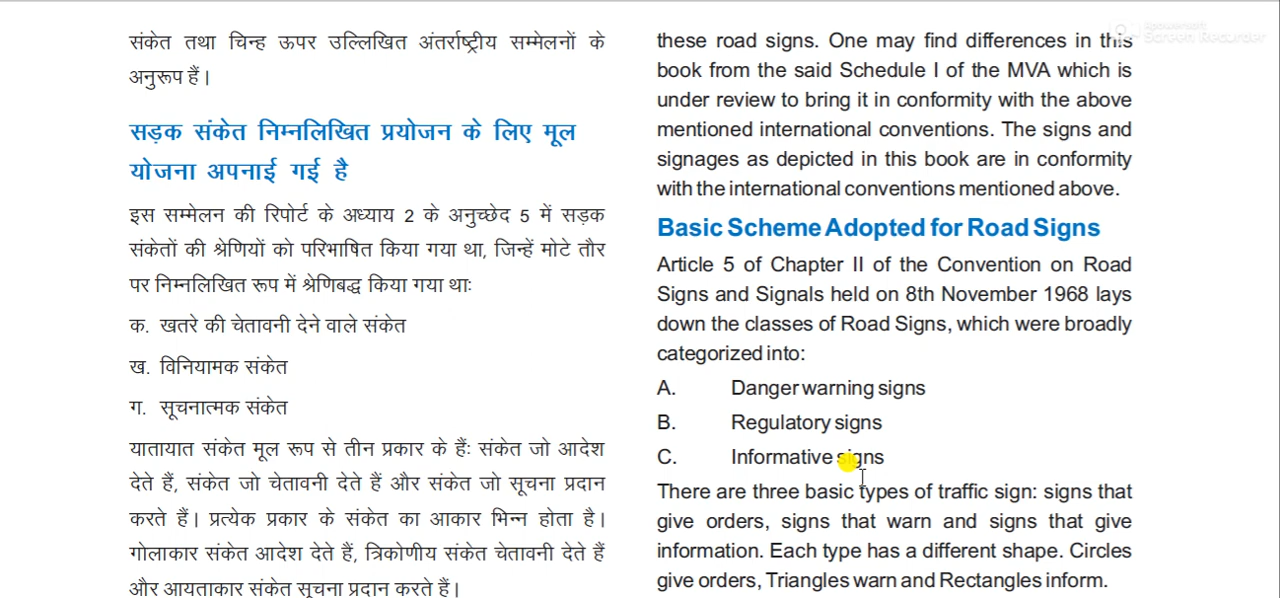 संकेत तथा चिन्ह ऊपर उल्लिखित अंतर्राष्ट्रीय सम्मेलनों के
अनुरूप हैं।
सड़क संकेत निम्नलिखित प्रयोजन के लिए मूल
योजना अपनाई गई है
इस सम्मेलन की रिपोर्ट के अध्याय 2 के अनुच्छेद 5 में सड़क
संकेतों की श्रेणियों को परिभाषित किया गया था, जिन्हें मोटे तौर
पर निम्नलिखित रूप में श्रेणिबद्ध किया गया थाः
क. खतरे की चेतावनी देने वाले संकेत
ख. विनियामक संकेत
ग. सूचनात्मक संकेत
यातायात संकेत मूल रूप से तीन प्रकार के हैंः संकेत जो आदेश
देते हैं, संकेत जो चेतावनी देते हैं और संकेत जो सूचना प्रदान
करते हैं। प्रत्येक प्रकार के संकेत का आकार भिन्न होता है।
गोलाकार संकेत आदेश देते हैं, त्रिकोणीय संकेत चेतावनी देते हैं
और आयताकार संकेत सूचना प्रदान करते हैं।
these road signs. One may find differences in this
book from the said Schedule I of the MVA which is
under review to bring it in conformity with the above
mentioned international conventions. The signs and
signages as depicted in this book are in conformity
with the international conventions mentioned above.
Basic Scheme Adopted for Road Signs
Article 5 of Chapter II of the Convention on Road
Signs and Signals held on 8th November 1968 lays
down the classes of Road Signs, which were broadly
categorized into:
A. Danger warning signs
B. Regulatory signs
C. Informative signs
There are three basic types of traffic sign: signs that
give orders, signs that warn and signs that give
information. Each type has a different shape. Circles
give orders, Triangles warn and Rectangles inform.
Apowersoft
Screen Recorder